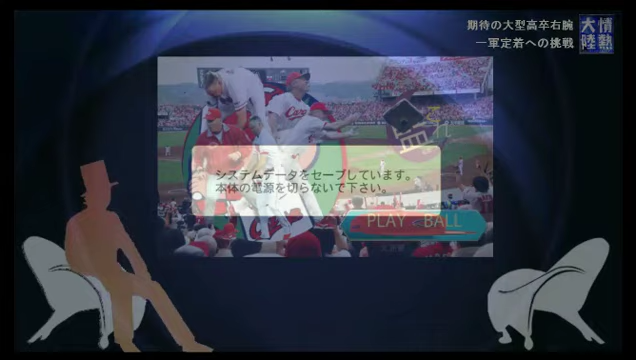 期待の大型高卒右腕
一軍定着への挑戦
情熱
大陸
システムデータをセーブしています。
本体の電源を切らないで下さい。
PLAY BALL